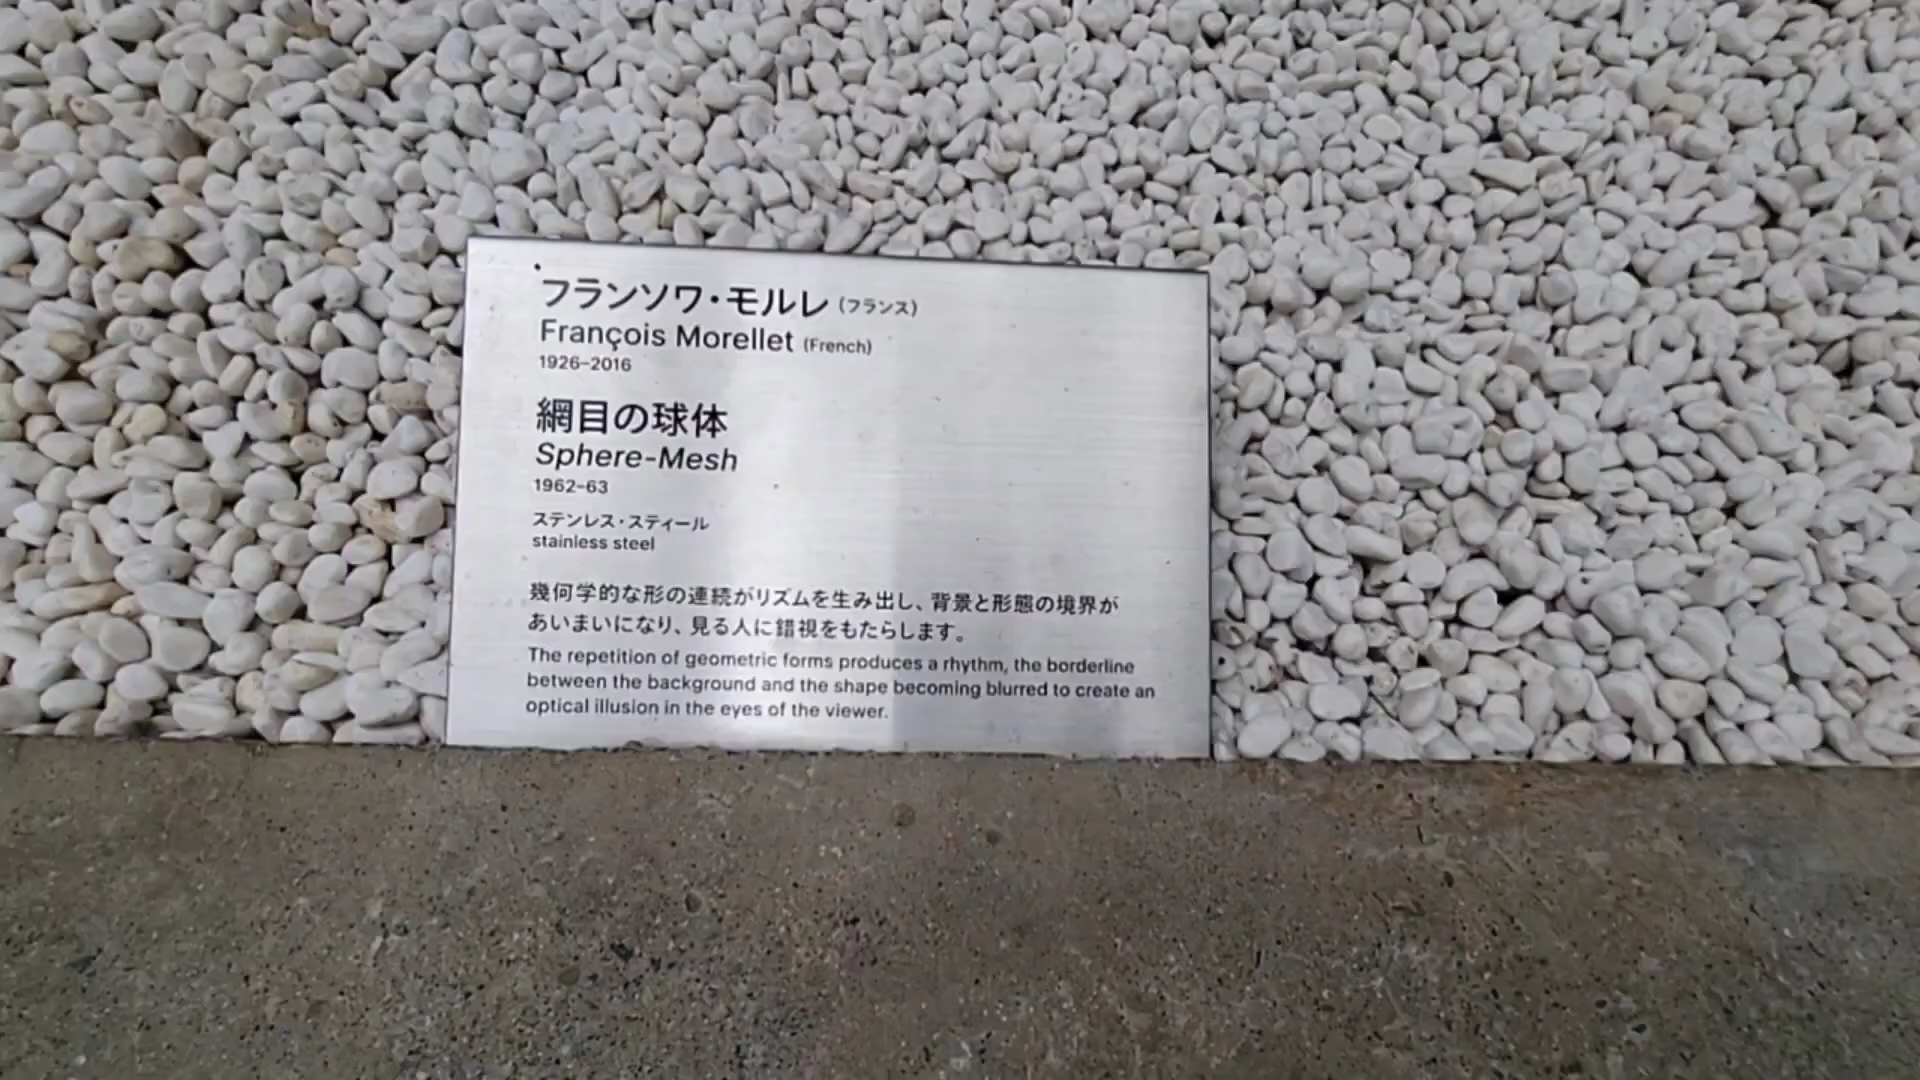 フランソワ・モルレ（フランス）
François Morellet (French)
1926–2016
網目の球体
Sphere-Mesh
1962–63
ステンレス・スティール
stainless steel
幾何学的な形の連続がリズムを生み出し、背景と形態の境界が
あいまいになり、見る人に錯視をもたらします。
The repetition of geometric forms produces a rhythm, the borderline
between the background and the shape becoming blurred to create an
optical illusion in the eyes of the viewer.